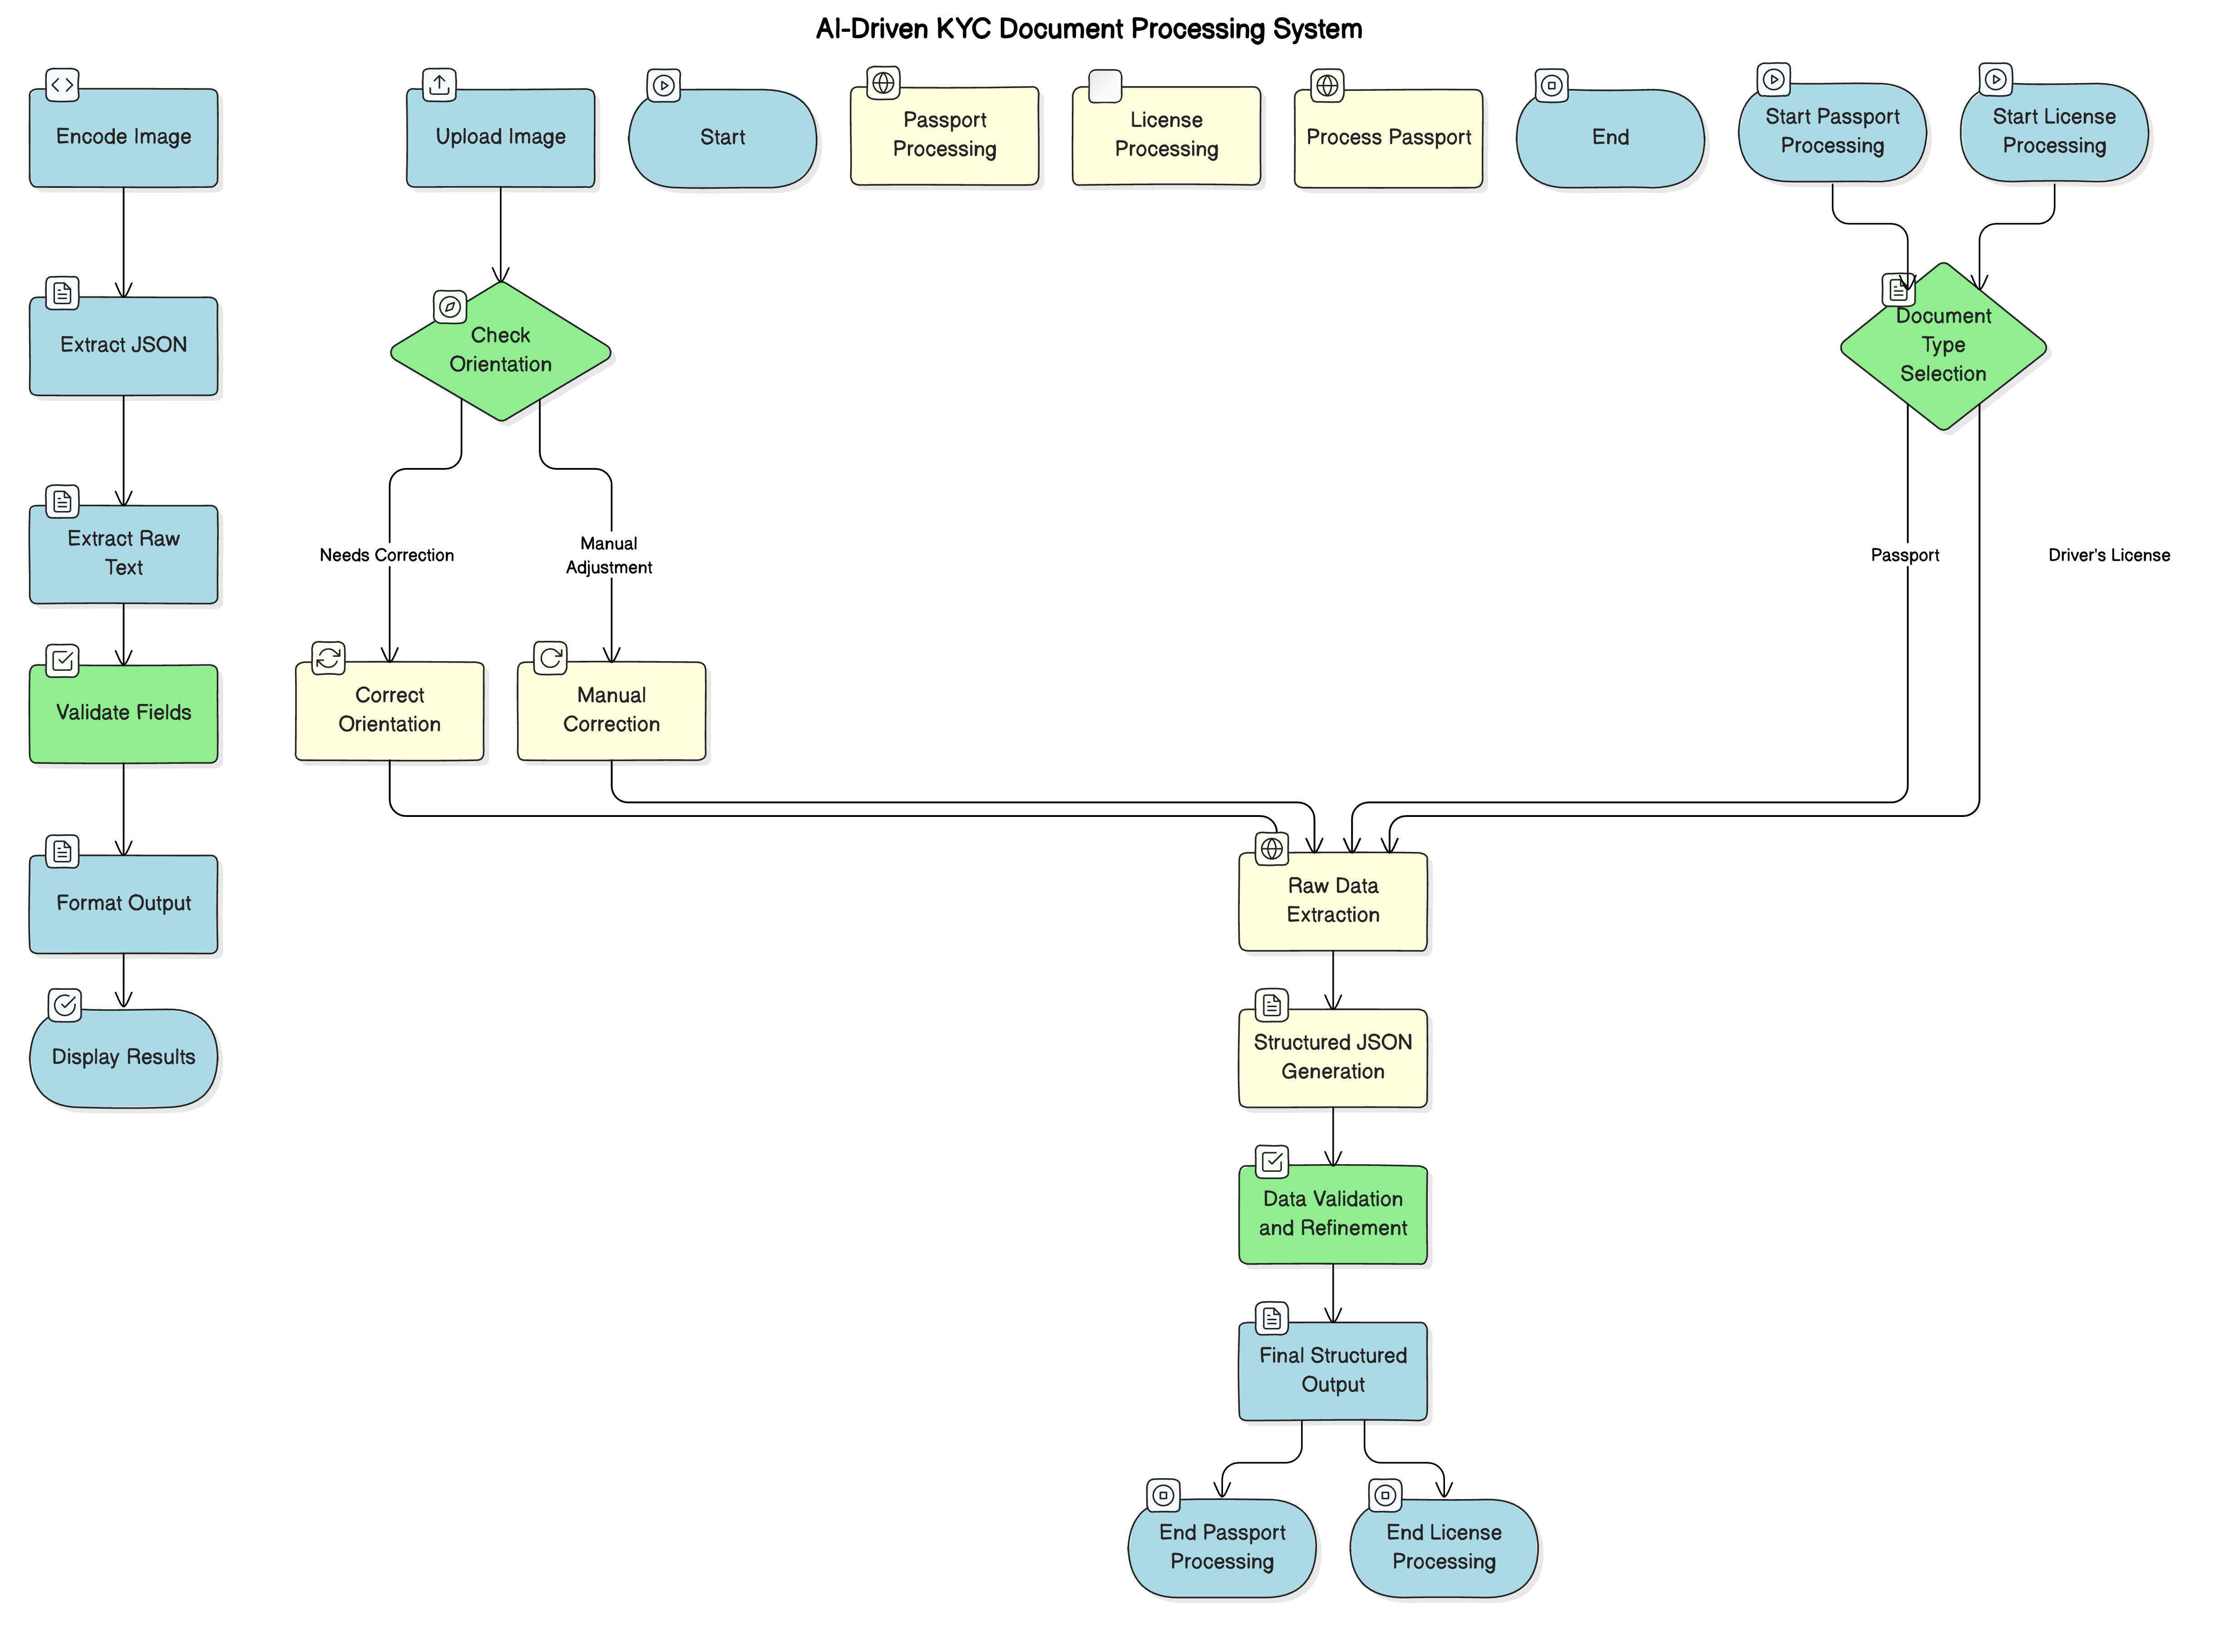 AI-Driven KYC Document Processing System
Encode Image
Upload Image
Start
Passport
Processing
License
Processing
Process Passport
End
Start Passport
Processing
Start License
Processing
Extract JSON
Check
Orientation
Document
Type
Selection
Extract Raw
Text
Needs Correction
Manual
Adjustment
Passport
Driver's License
Validate Fields
Correct
Orientation
Manual
Correction
Format Output
Raw Data
Extraction
Display Results
Structured JSON
Generation
Data Validation
and Refinement
Final Structured
Output
End Passport
Processing
End License
Processing